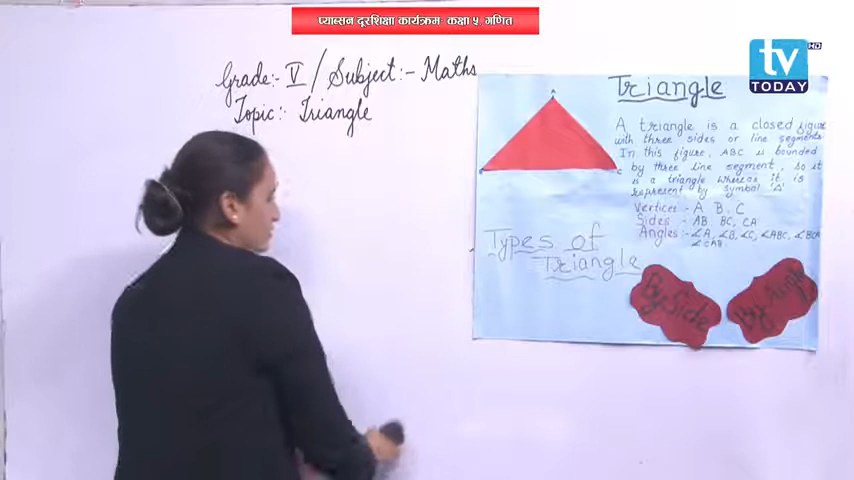 प्याब्सन दूरशिक्षा कार्यक्रमः कक्षा ५ गणित
tv HD
TODAY
Grade:- V / Subject:- Maths
Topic:- Triangle
Triangle
A
B
C
A triangle is a closed figure
with three sides or line segments.
In this figure, ABC is bounded
by three line segment, so it
is a triangle whereas it is
represent by symbol '△'
Vertices:- A, B, C
Sides - AB, BC, CA
Angles:- ∠A, ∠B, ∠C, ∠ABC, ∠BCA
∠CAB.
Types of
Triangle
By Side
By Angle